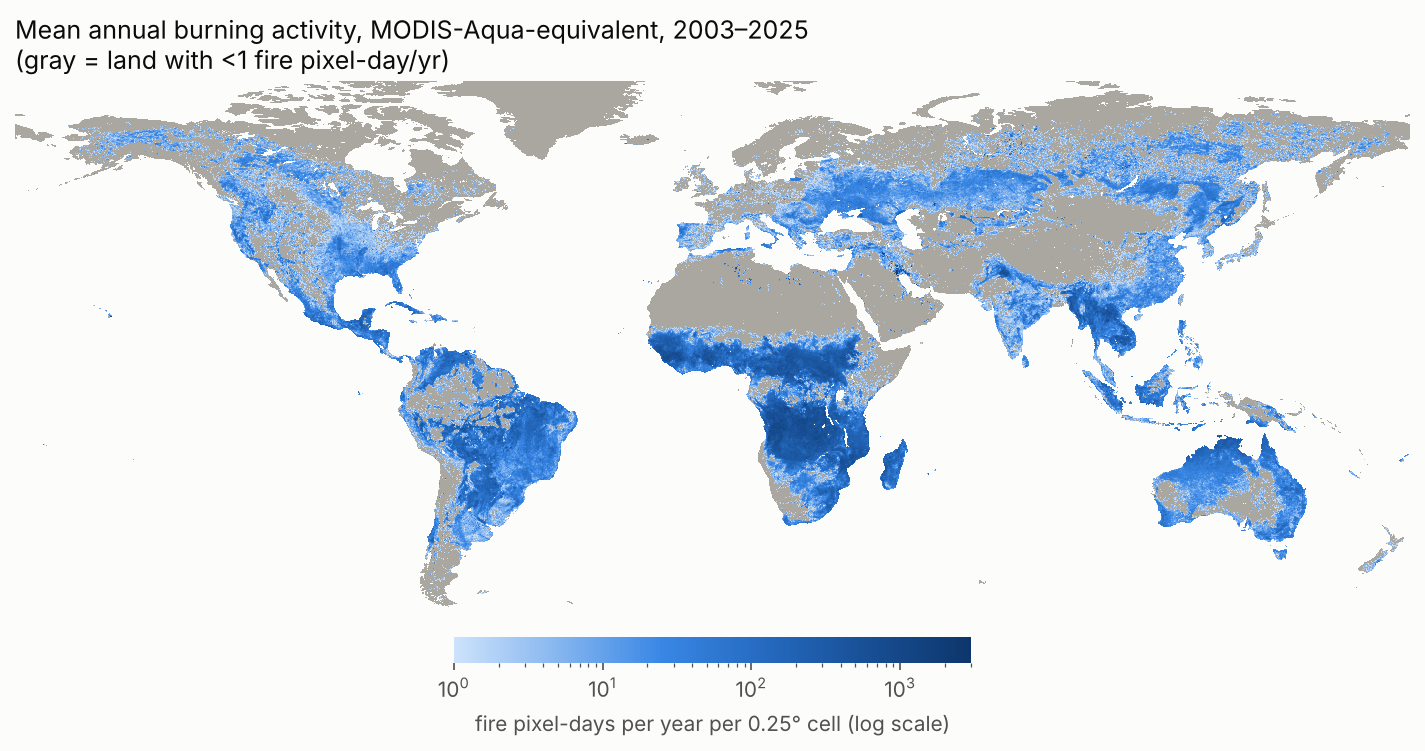 Mean annual burning activity, MODIS-Aqua-equivalent, 2003–2025
(gray = land with <1 fire pixel-day/yr)
10⁰ 10¹ 10² 10³
fire pixel-days per year per 0.25° cell (log scale)